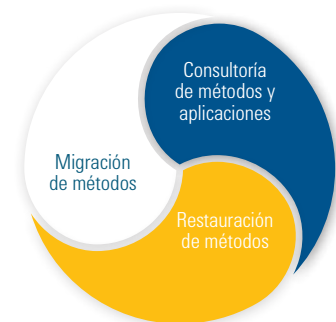 Consultoría
de métodos y
aplicaciones
Migración
de métodos
Restauración
de métodos